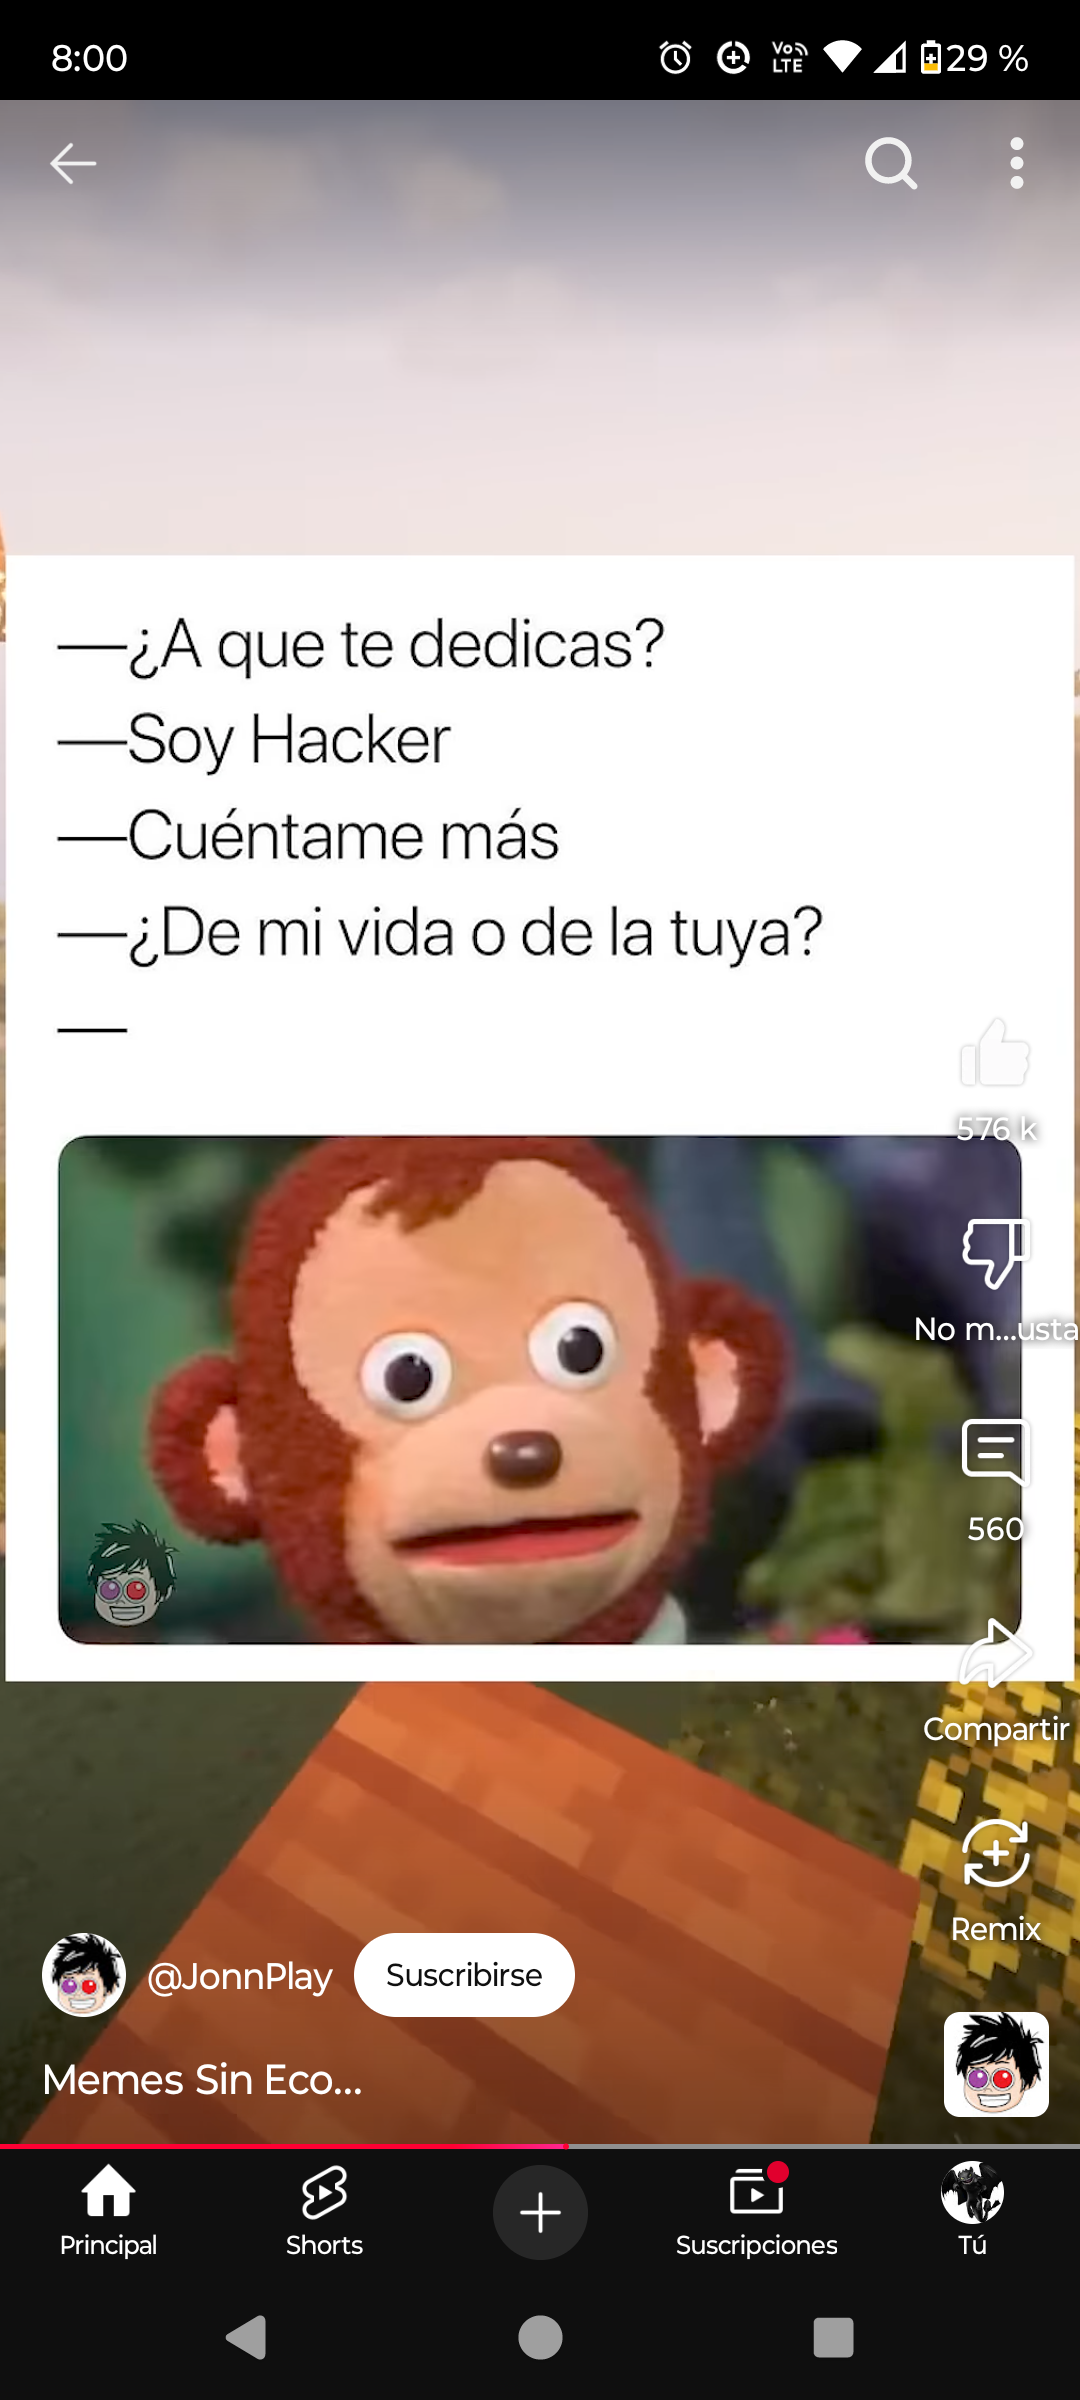 8:00
Vo LTE
29 %
—¿A que te dedicas?
—Soy Hacker
—Cuéntame más
—¿De mi vida o de la tuya?
—
576 k
No m...usta
560
Compartir
Remix
@JonnPlay
Suscribirse
Memes Sin Eco...
Principal
Shorts
Suscripciones
Tú